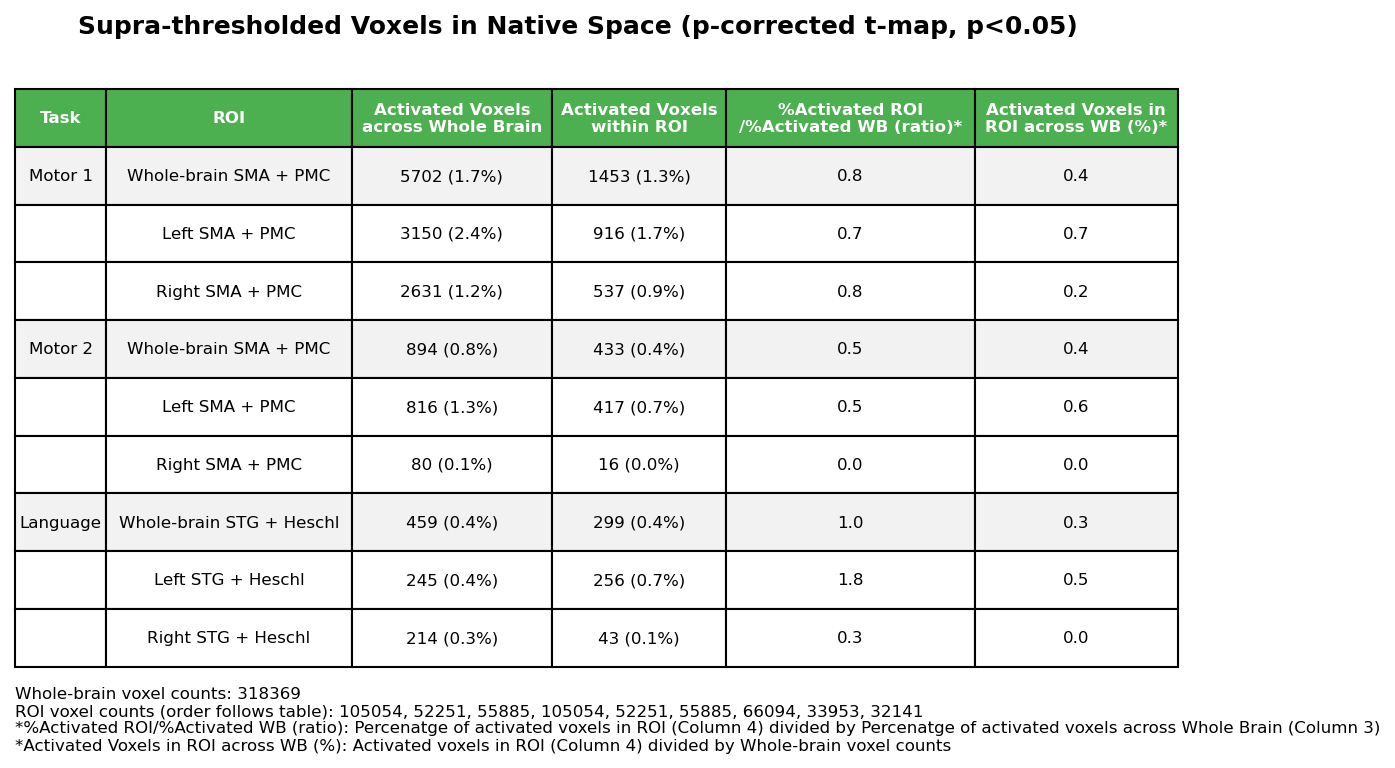 Supra-thresholded Voxels in Native Space (p-corrected t-map, p<0.05)
Task ROI Activated Voxels across Whole Brain Activated Voxels within ROI %Activated ROI /%Activated WB (ratio)* Activated Voxels in ROI across WB (%)*
Motor 1 Whole-brain SMA + PMC 5702 (1.7%) 1453 (1.3%) 0.8 0.4
Left SMA + PMC 3150 (2.4%) 916 (1.7%) 0.7 0.7
Right SMA + PMC 2631 (1.2%) 537 (0.9%) 0.8 0.2
Motor 2 Whole-brain SMA + PMC 894 (0.8%) 433 (0.4%) 0.5 0.4
Left SMA + PMC 816 (1.3%) 417 (0.7%) 0.5 0.6
Right SMA + PMC 80 (0.1%) 16 (0.0%) 0.0 0.0
Language Whole-brain STG + Heschl 459 (0.4%) 299 (0.4%) 1.0 0.3
Left STG + Heschl 245 (0.4%) 256 (0.7%) 1.8 0.5
Right STG + Heschl 214 (0.3%) 43 (0.1%) 0.3 0.0
Whole-brain voxel counts: 318369
ROI voxel counts (order follows table): 105054, 52251, 55885, 105054, 52251, 55885, 66094, 33953, 32141
*%Activated ROI/%Activated WB (ratio): Percenatge of activated voxels in ROI (Column 4) divided by Percenatge of activated voxels across Whole Brain (Column 3)
*Activated Voxels in ROI across WB (%): Activated voxels in ROI (Column 4) divided by Whole-brain voxel counts